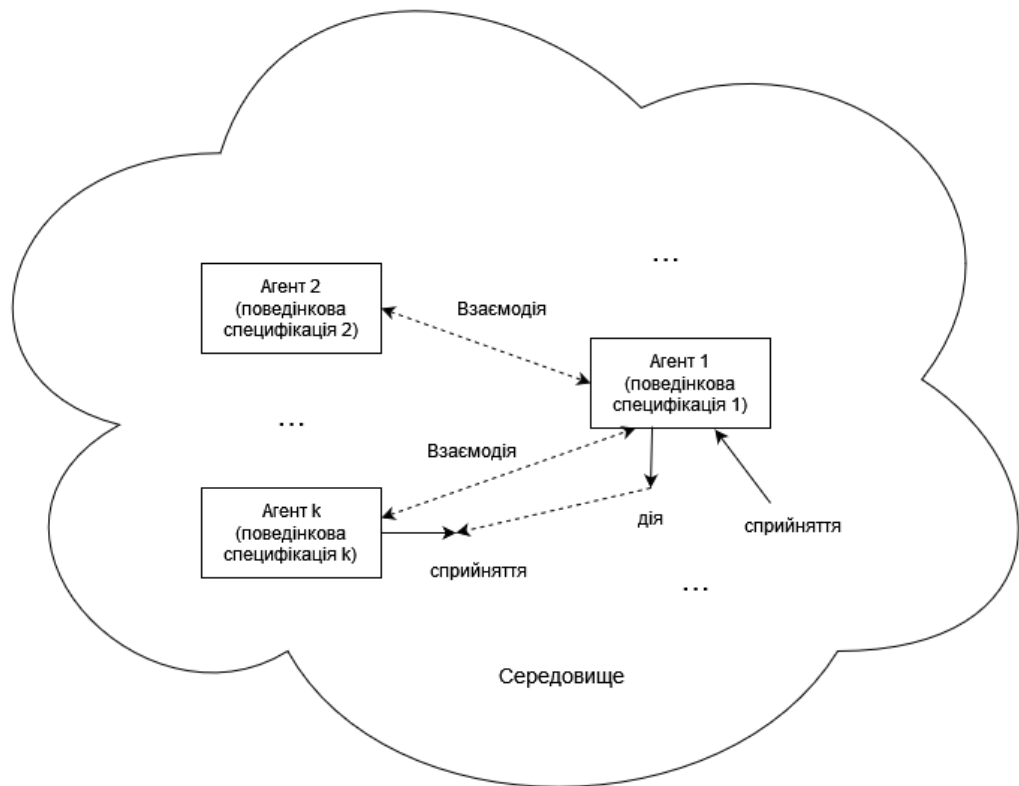 ...
Агент 2
(поведінкова
специфікація 2)
Взаємодія
Агент 1
(поведінкова
специфікація 1)
...
Взаємодія
Агент k
(поведінкова
специфікація k)
дія
сприйняття
сприйняття
...
Середовище